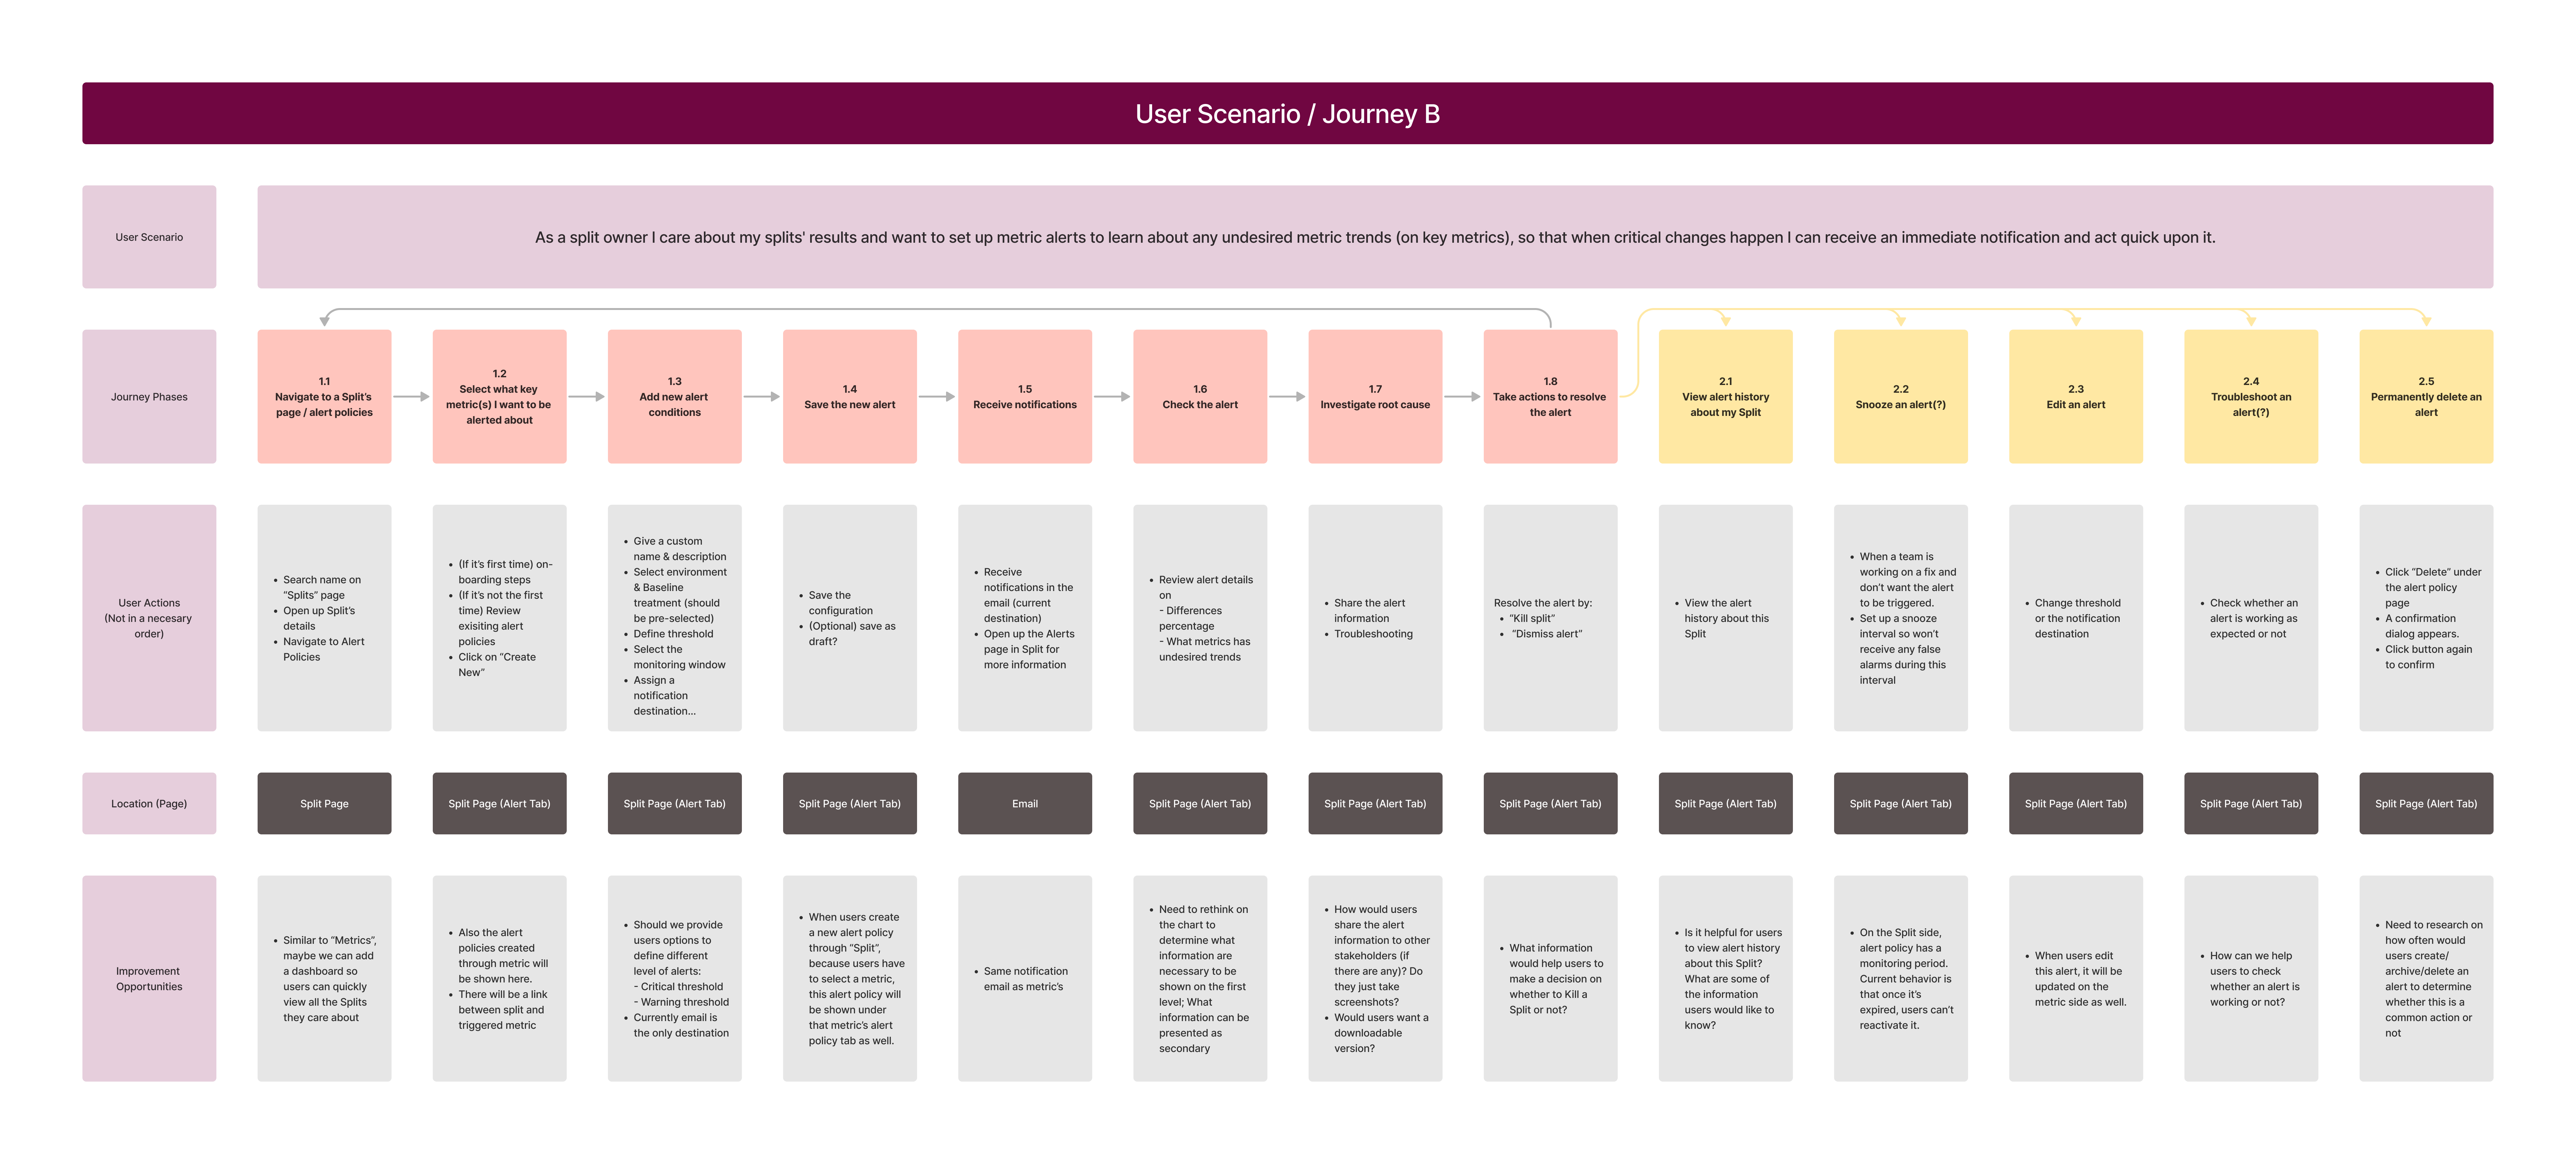 User Scenario / Journey B
User Scenario
As a split owner I care about my splits' results and want to set up metric alerts to learn about any undesired metric trends (on key metrics), so that when critical changes happen I can receive an immediate notification and act quick upon it.
Journey Phases
1.1
Navigate to a Split's
page / alert policies
1.2
Select what key
metric(s) I want to be
alerted about
1.3
Add new alert
conditions
1.4
Save the new alert
1.5
Receive notifications
1.6
Check the alert
1.7
Investigate root cause
1.8
Take actions to resolve
the alert
2.1
View alert history
about my Split
2.2
Snooze an alert(?)
2.3
Edit an alert
2.4
Troubleshoot an
alert(?)
2.5
Permanently delete an
alert
User Actions
(Not in a necesary
order)
• Search name on
“Splits” page
• Open up Split's
details
• Navigate to Alert
Policies
• (If it's first time) on-
boarding steps
• (If it's not the first
time) Review
exisiting alert
policies
• Click on “Create
New”
• Give a custom
name & description
• Select environment
& Baseline
treatment (should
be pre-selected)
• Define threshold
• Select the
monitoring window
• Assign a
notification
destination...
• Save the
configuration
• (Optional) save as
draft?
• Receive
notifications in the
email (current
destination)
• Open up the Alerts
page in Split for
more information
• Review alert details
on
- Differences
percentage
- What metrics has
undesired trends
• Share the alert
information
• Troubleshooting
Resolve the alert by:
• “Kill split”
• “Dismiss alert”
• View the alert
history about this
Split
• When a team is
working on a fix and
don't want the alert
to be triggered.
• Set up a snooze
interval so won't
receive any false
alarms during this
interval
• Change threshold
or the notification
destination
• Check whether an
alert is working as
expected or not
• Click “Delete” under
the alert policy
page
• A confirmation
dialog appears.
• Click button again
to confirm
Location (Page)
Split Page
Split Page (Alert Tab)
Split Page (Alert Tab)
Split Page (Alert Tab)
Email
Split Page (Alert Tab)
Split Page (Alert Tab)
Split Page (Alert Tab)
Split Page (Alert Tab)
Split Page (Alert Tab)
Split Page (Alert Tab)
Split Page (Alert Tab)
Split Page (Alert Tab)
Improvement
Opportunities
• Similar to “Metrics”,
maybe we can add
a dashboard so
users can quickly
view all the Splits
they care about
• Also the alert
policies created
through metric will
be shown here.
• There will be a link
between split and
triggered metric
• Should we provide
users options to
define different
level of alerts:
- Critical threshold
- Warning threshold
• Currently email is
the only destination
• When users create
a new alert policy
through “Split”,
because users have
to select a metric,
this alert policy will
be shown under
that metric's alert
policy tab as well.
• Same notification
email as metric's
• Need to rethink on
the chart to
determine what
information are
necessary to be
shown on the first
level; What
information can be
presented as
secondary
• How would users
share the alert
information to other
stakeholders (if
there are any)? Do
they just take
screenshots?
• Would users want a
downloadable
version?
• What information
would help users to
make a decision on
whether to Kill a
Split or not?
• Is it helpful for users
to view alert history
about this Split?
What are some of
the information
users would like to
know?
• On the Split side,
alert policy has a
monitoring period.
Current behavior is
that once it's
expired, users can't
reactivate it.
• When users edit
this alert, it will be
updated on the
metric side as well.
• How can we help
users to check
whether an alert is
working or not?
• Need to research on
how often would
users create/
archive/delete an
alert to determine
whether this is a
common action or
not